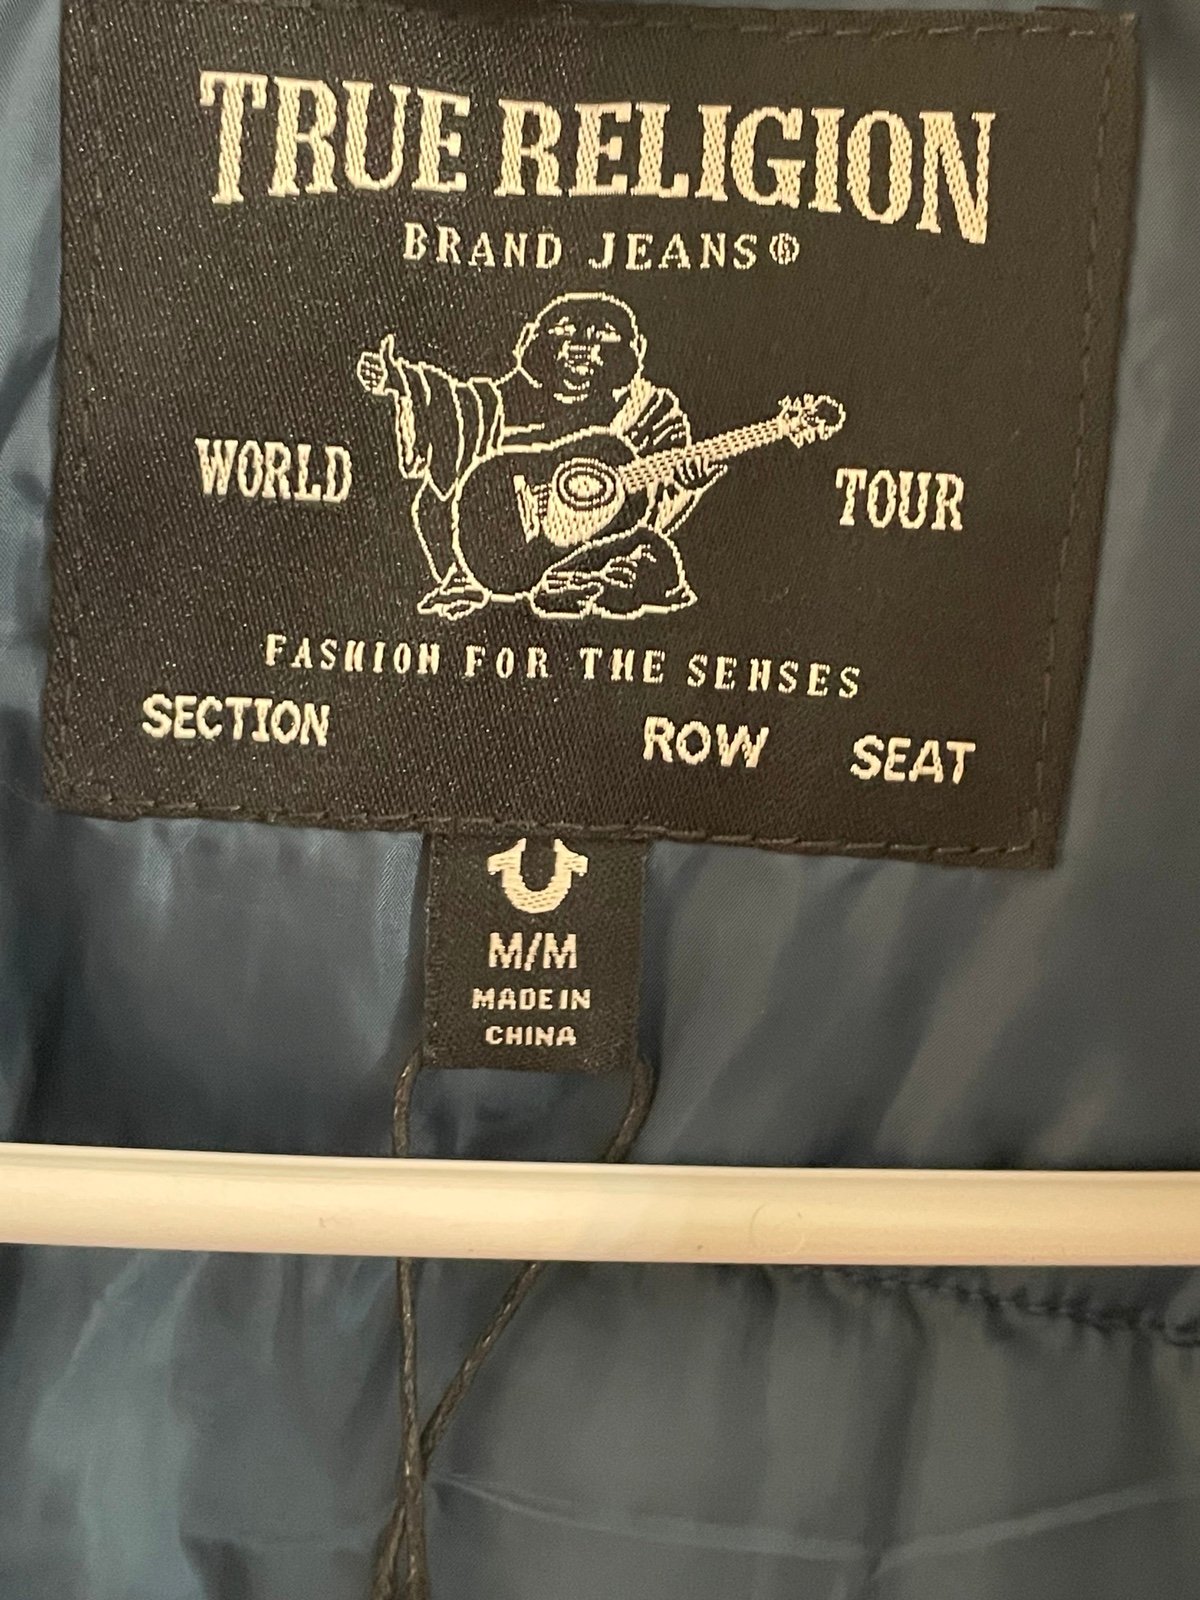 TRUE RELIGION
BRAND JEANS®
WORLD TOUR
FASHION FOR THE SENSES
SECTION ROW SEAT
M/M
MADE IN
CHINA